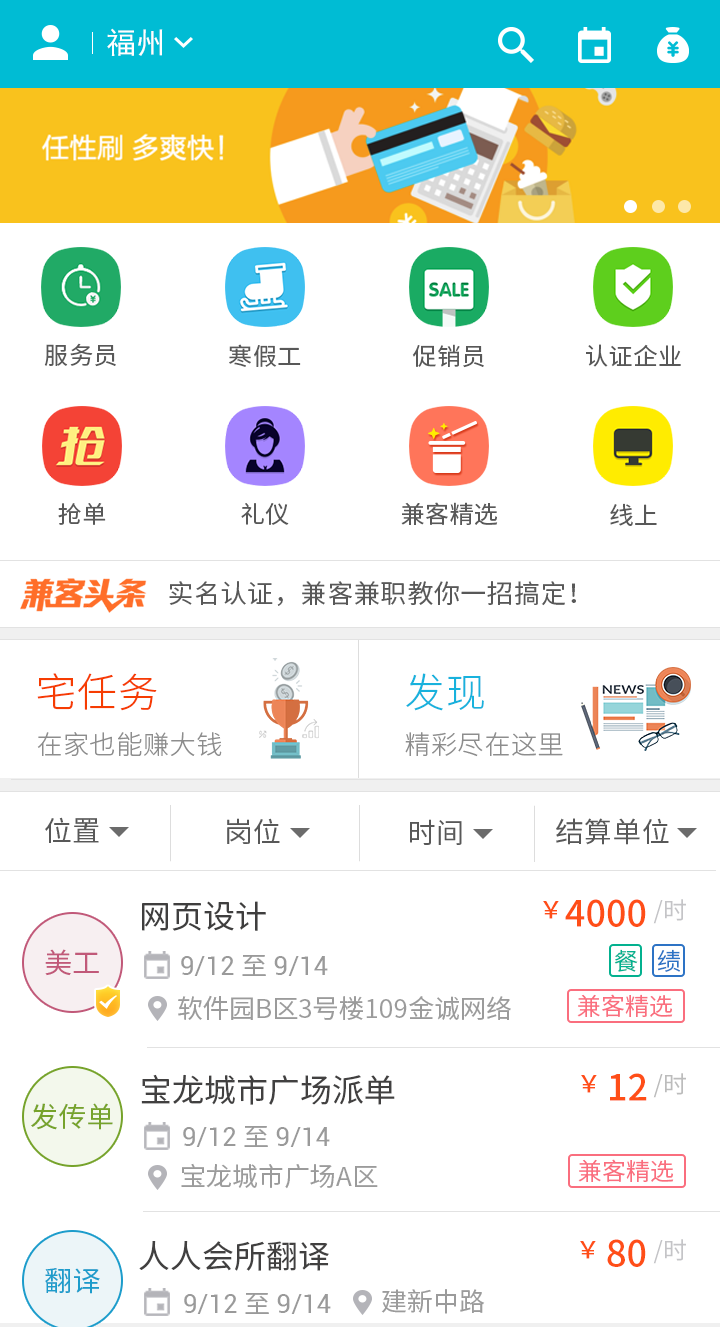 福州
任性刷 多爽快!
¥
SALE
服务员
寒假工
促销员
认证企业
抢
抢单
礼仪
兼客精选
线上
兼客头条
实名认证，兼客兼职教你一招搞定！
宅任务
在家也能赚大钱
发现
精彩尽在这里
NEWS
位置
岗位
时间
结算单位
美工
网页设计
¥4000/时
9/12 至 9/14
餐 绩
软件园B区3号楼109金诚网络
兼客精选
发传单
宝龙城市广场派单
¥ 12/时
9/12 至 9/14
宝龙城市广场A区
兼客精选
翻译
人人会所翻译
¥ 80/时
9/12 至 9/14
建新中路